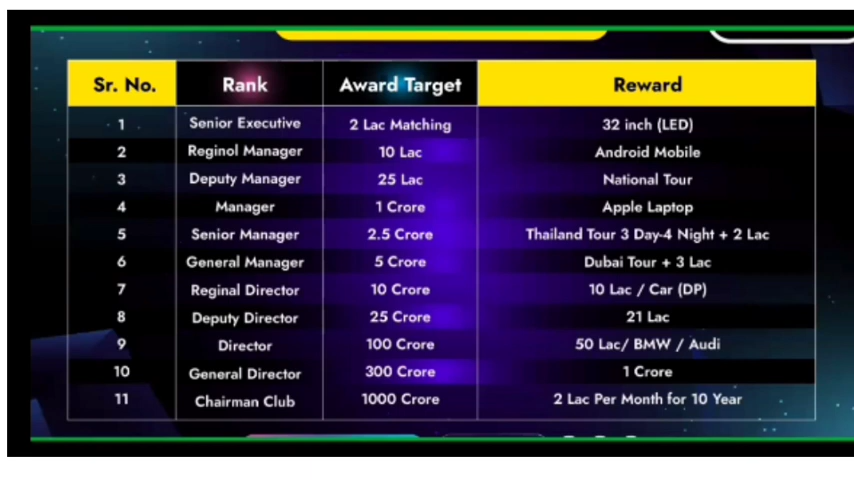 Sr. No. Rank Award Target Reward
1 Senior Executive 2 Lac Matching 32 inch (LED)
2 Reginol Manager 10 Lac Android Mobile
3 Deputy Manager 25 Lac National Tour
4 Manager 1 Crore Apple Laptop
5 Senior Manager 2.5 Crore Thailand Tour 3 Day-4 Night + 2 Lac
6 General Manager 5 Crore Dubai Tour + 3 Lac
7 Reginal Director 10 Crore 10 Lac / Car (DP)
8 Deputy Director 25 Crore 21 Lac
9 Director 100 Crore 50 Lac/ BMW / Audi
10 General Director 300 Crore 1 Crore
11 Chairman Club 1000 Crore 2 Lac Per Month for 10 Year